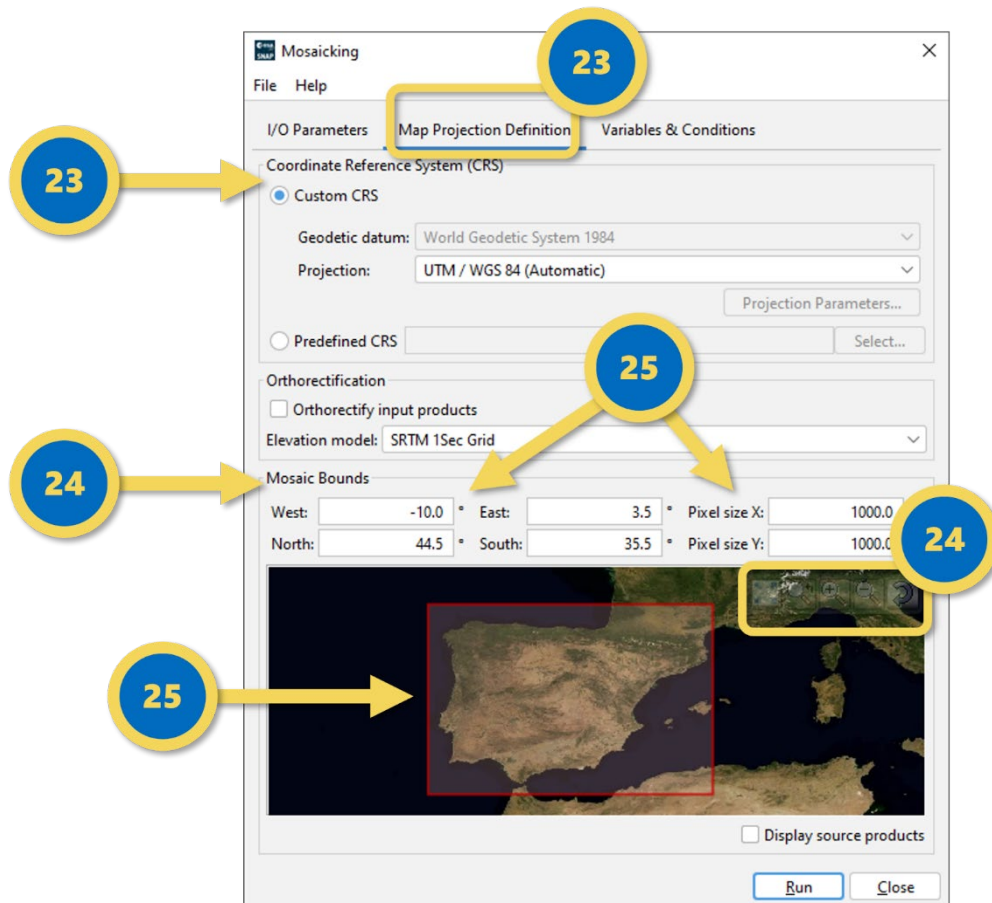 esa
SNAP Mosaicking
23
File Help
I/O Parameters Map Projection Definition Variables & Conditions
23
Coordinate Reference System (CRS)
Custom CRS
Geodetic datum: World Geodetic System 1984
Projection: UTM / WGS 84 (Automatic)
Projection Parameters...
Predefined CRS Select...
25
Orthorectification
Orthorectify input products
Elevation model: SRTM 1Sec Grid
24
Mosaic Bounds
West: -10.0 ° East: 3.5 ° Pixel size X: 1000.0
North: 44.5 ° South: 35.5 ° Pixel size Y: 1000.0
24
25
Display source products
Run Close